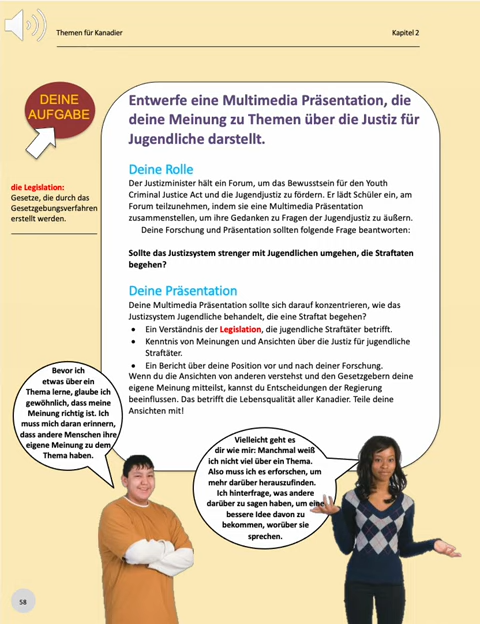 Themen für Kanadier
Kapitel 2
DEINE
AUFGABE
Entwerfe eine Multimedia Präsentation, die
deine Meinung zu Themen über die Justiz für
Jugendliche darstellt.
Deine Rolle
Der Justizminister hält ein Forum, um das Bewusstsein für den Youth
Criminal Justice Act und die Jugendjustiz zu fördern. Er lädt Schüler ein, am
Forum teilzunehmen, indem sie eine Multimedia Präsentation
zusammenstellen, um ihre Gedanken zu Fragen der Jugendjustiz zu äußern.
Deine Forschung und Präsentation sollten folgende Frage beantworten:
Sollte das Justizsystem strenger mit Jugendlichen umgehen, die Straftaten
begehen?
die Legislation:
Gesetze, die durch das
Gesetzgebungsverfahren
erstellt werden.
Deine Präsentation
Deine Multimedia Präsentation sollte sich darauf konzentrieren, wie das
Justizsystem Jugendliche behandelt, die eine Straftat begehen?
• Ein Verständnis der Legislation, die jugendliche Straftäter betrifft.
• Kenntnis von Meinungen und Ansichten über die Justiz für jugendliche
Straftäter.
• Ein Bericht über deine Position vor und nach deiner Forschung.
Wenn du die Ansichten von anderen verstehst und den Gesetzgebern deine
eigene Meinung mitteilst, kannst du Entscheidungen der Regierung
beeinflussen. Das betrifft die Lebensqualität aller Kanadier. Teile deine
Ansichten mit!
Bevor ich
etwas über ein
Thema lerne, glaube ich
gewöhnlich, dass meine
Meinung richtig ist. Ich
muss mich daran erinnern,
dass andere Menschen ihre
eigene Meinung zu dem
Thema haben.
Vielleicht geht es
dir wie mir: Manchmal weiß
ich nicht viel über ein Thema.
Also muss ich es erforschen, um
mehr darüber herauszufinden.
Ich hinterfrage, was andere
darüber zu sagen haben, um eine
bessere Idee davon zu
bekommen, worüber sie
sprechen.
58